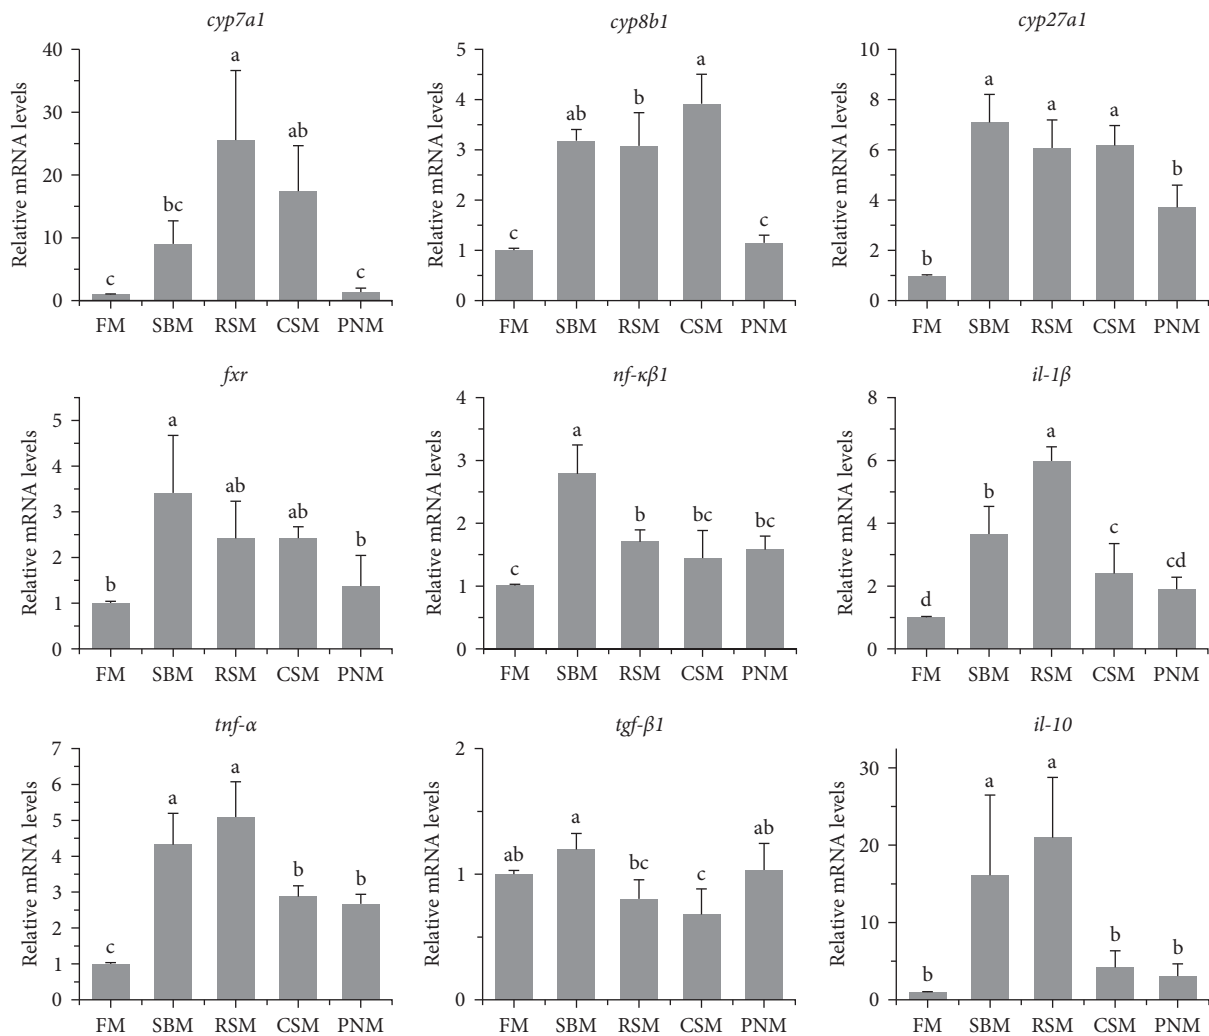 cyp7a1
Relative mRNA levels
40
30
20
10
0
c
bc
a
ab
c
FM SBM RSM CSM PNM
cyp8b1
Relative mRNA levels
5
4
3
2
1
0
c
ab
b
a
c
FM SBM RSM CSM PNM
cyp27a1
Relative mRNA levels
10
8
6
4
2
0
b
a
a
a
b
FM SBM RSM CSM PNM
fxr
Relative mRNA levels
5
4
3
2
1
0
b
a
ab
ab
b
FM SBM RSM CSM PNM
nf-κβ1
Relative mRNA levels
4
3
2
1
0
c
a
b
bc
bc
FM SBM RSM CSM PNM
il-1β
Relative mRNA levels
8
6
4
2
0
d
b
a
c
cd
FM SBM RSM CSM PNM
tnf-α
Relative mRNA levels
7
6
5
4
3
2
1
0
c
a
a
b
b
FM SBM RSM CSM PNM
tgf-β1
Relative mRNA levels
2
1
0
ab
a
bc
c
ab
FM SBM RSM CSM PNM
il-10
Relative mRNA levels
30
20
10
0
b
a
a
b
b
FM SBM RSM CSM PNM